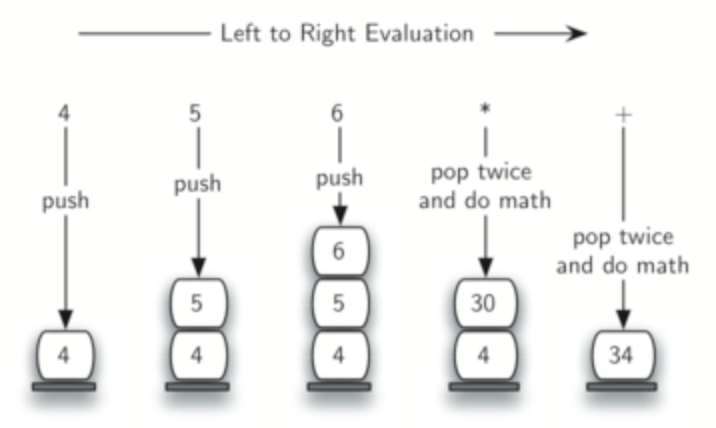 Left to Right Evaluation
4 5 6 * +
push
push
push
pop twice
and do math
pop twice
and do math
6
5 5 30
4 4 4 4 34